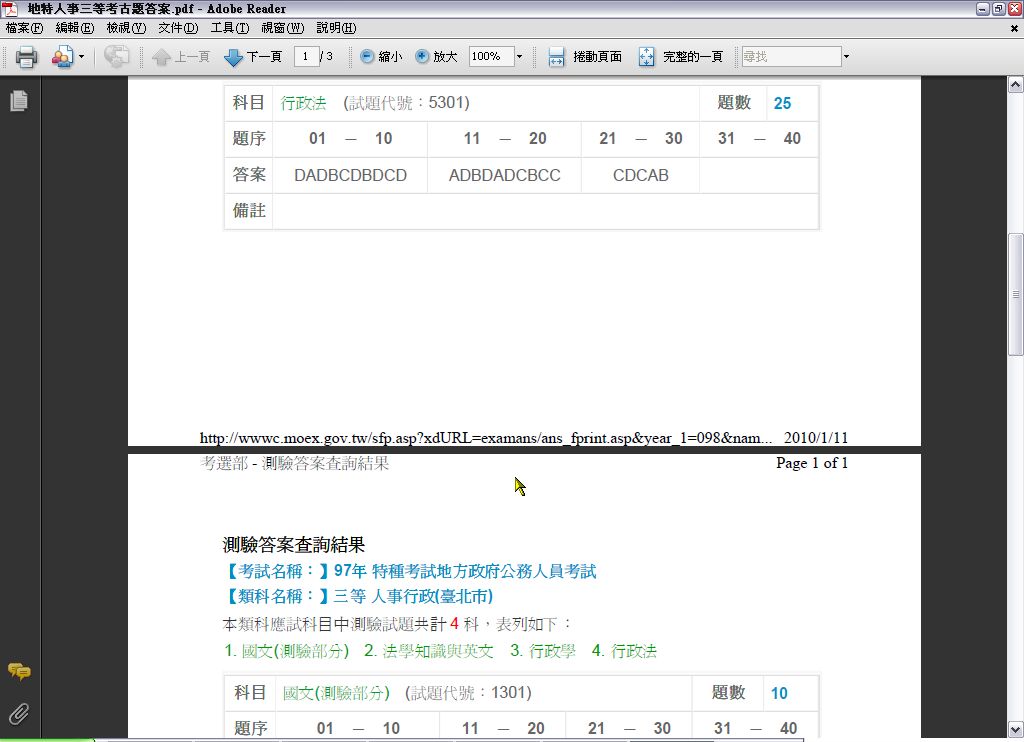 地特人事三等考古題答案.pdf - Adobe Reader
檔案(F) 編輯(E) 檢視(V) 文件(D) 工具(T) 視窗(W) 說明(H)
上一頁 下一頁 1 / 3 縮小 放大 100% 捲動頁面 完整的一頁 尋找
科目 行政法 (試題代號：5301) 題數 25
題序 01 － 10 11 － 20 21 － 30 31 － 40
答案 DADBCDBDCD ADBDADCBCC CDCAB
備註
http://wwwc.moex.gov.tw/sfp.asp?xdURL=examans/ans_fprint.asp&year_1=098&nam... 2010/1/11
考選部 - 測驗答案查詢結果 Page 1 of 1
測驗答案查詢結果
【考試名稱：】97年 特種考試地方政府公務人員考試
【類科名稱：】三等 人事行政(臺北市)
本類科應試科目中測驗試題共計 4 科，表列如下：
1. 國文(測驗部分) 2. 法學知識與英文 3. 行政學 4. 行政法
科目 國文(測驗部分) (試題代號：1301) 題數 10
題序 01 － 10 11 － 20 21 － 30 31 － 40